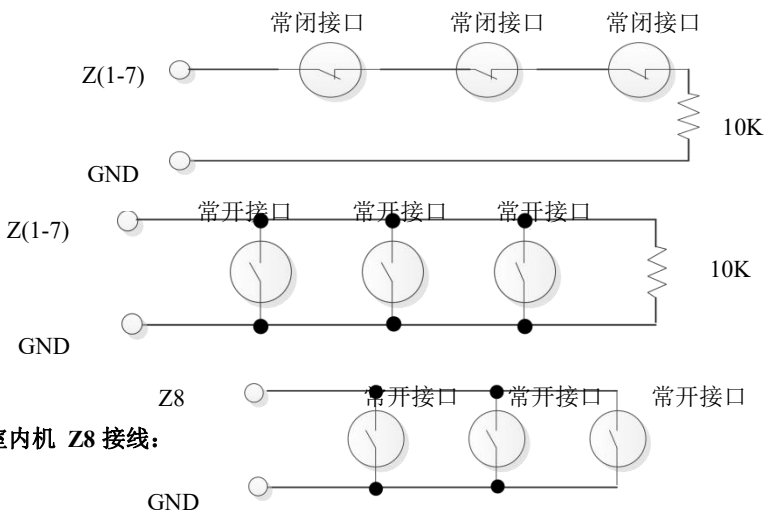 常闭接口 常闭接口 常闭接口
Z(1-7)
10K
GND
常开接口 常开接口 常开接口
Z(1-7)
10K
GND
Z8 常开接口 常开接口 常开接口
室内机 Z8 接线：
GND